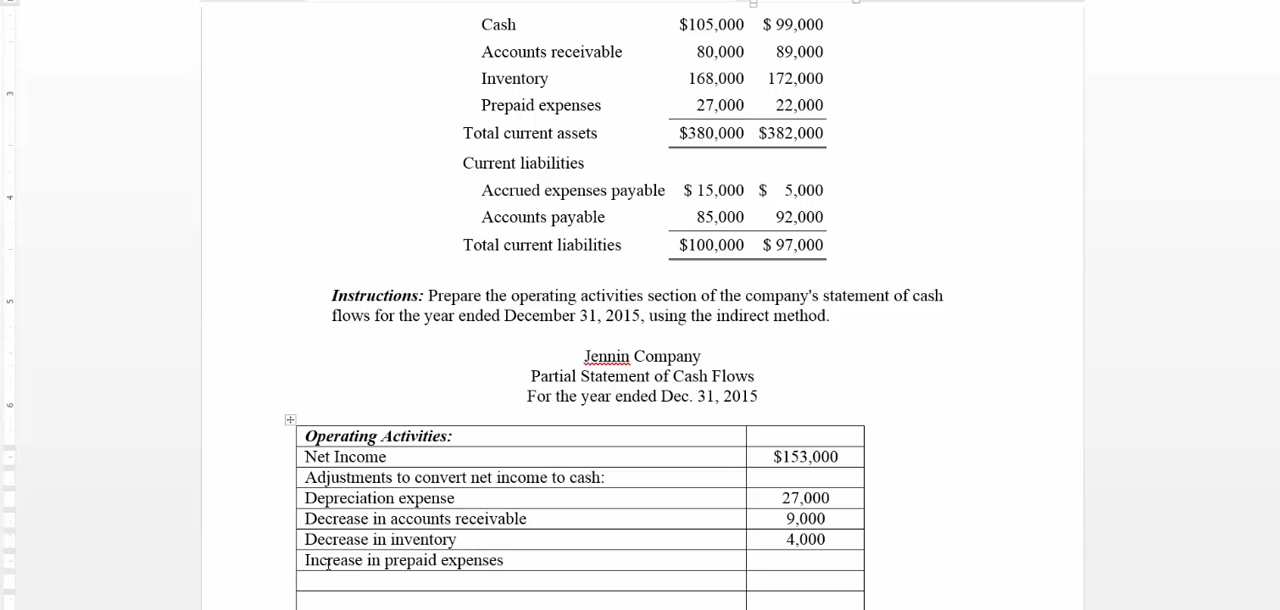 Cash $105,000 $ 99,000
Accounts receivable 80,000 89,000
Inventory 168,000 172,000
Prepaid expenses 27,000 22,000
Total current assets $380,000 $382,000
Current liabilities
Accrued expenses payable $ 15,000 $ 5,000
Accounts payable 85,000 92,000
Total current liabilities $100,000 $ 97,000
Instructions: Prepare the operating activities section of the company's statement of cash
flows for the year ended December 31, 2015, using the indirect method.
Jennin Company
Partial Statement of Cash Flows
For the year ended Dec. 31, 2015
Operating Activities:
Net Income $153,000
Adjustments to convert net income to cash:
Depreciation expense 27,000
Decrease in accounts receivable 9,000
Decrease in inventory 4,000
Increase in prepaid expenses
3
4
5
6